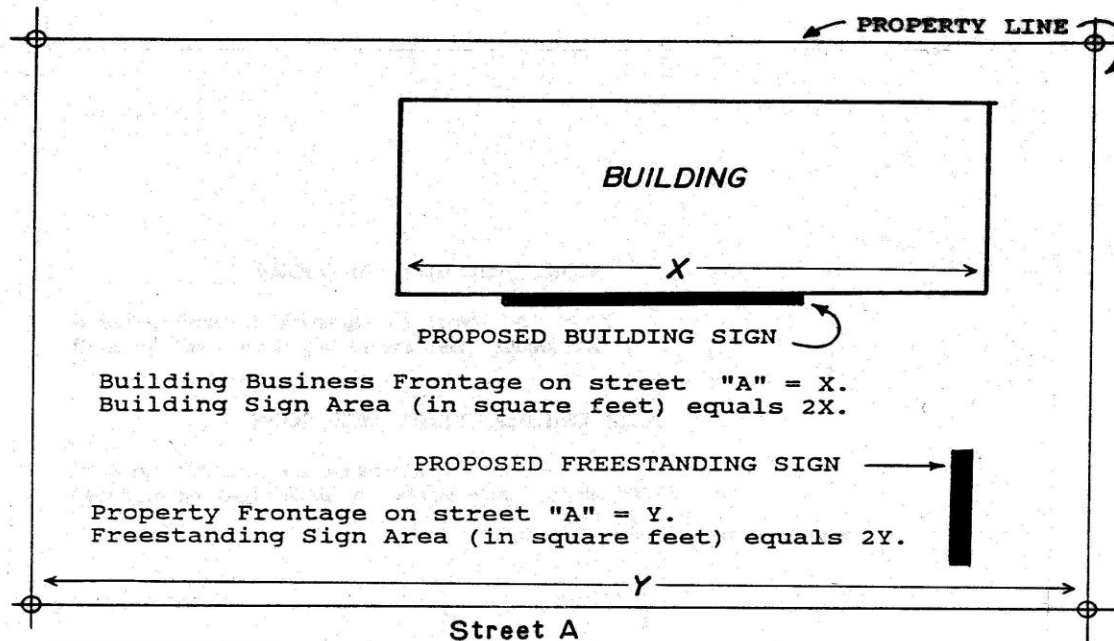 PROPERTY LINE
BUILDING
X
PROPOSED BUILDING SIGN
Building Business Frontage on street "A" = X.
Building Sign Area (in square feet) equals 2X.
PROPOSED FREESTANDING SIGN
Property Frontage on street "A" = Y.
Freestanding Sign Area (in square feet) equals 2Y.
Y
Street A